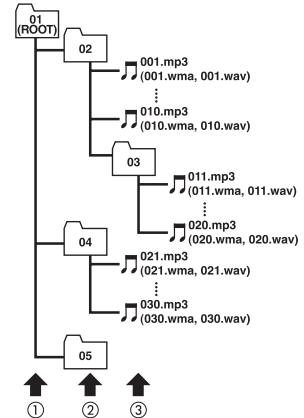 01
(ROOT)
02
001.mp3
(001.wma, 001.wav)
010.mp3
(010.wma, 010.wav)
03
011.mp3
(011.wma, 011.wav)
020.mp3
(020.wma, 020.wav)
04
021.mp3
(021.wma, 021.wav)
030.mp3
(030.wma, 030.wav)
05
① ② ③